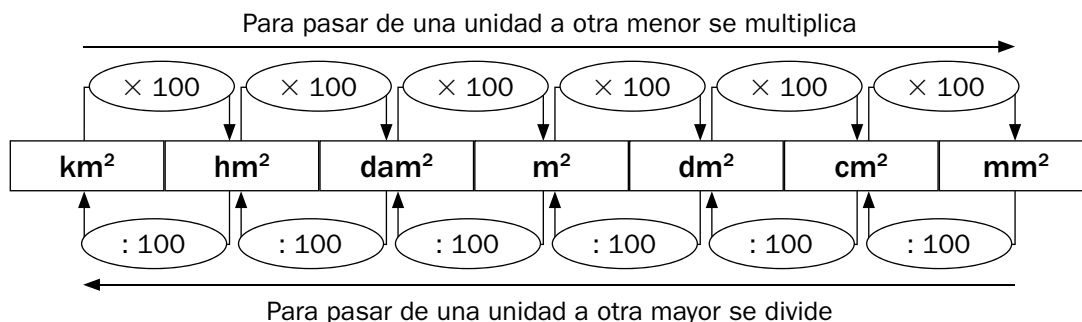 Para pasar de una unidad a otra menor se multiplica
× 100 × 100 × 100 × 100 × 100 × 100
km² hm² dam² m² dm² cm² mm²
: 100 : 100 : 100 : 100 : 100 : 100
Para pasar de una unidad a otra mayor se divide